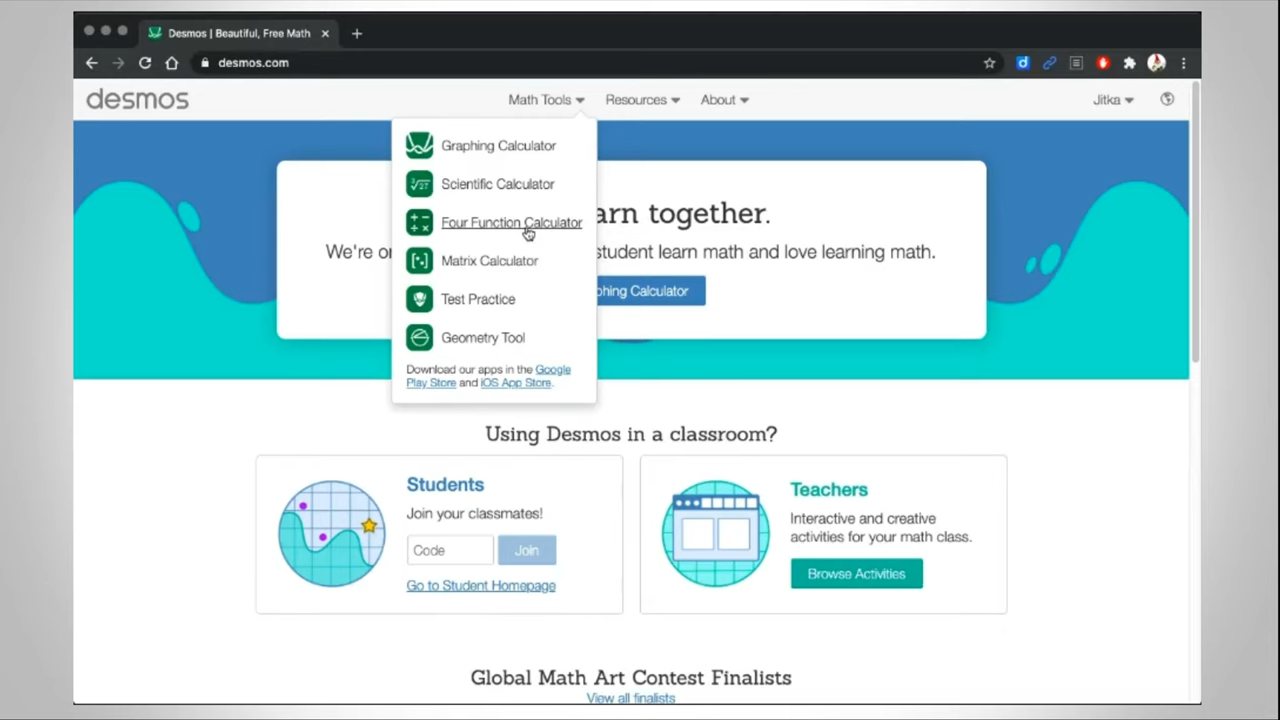 Desmos | Beautiful, Free Math
desmos.com
desmos
Math Tools
Resources
About
Jitka
Graphing Calculator
Scientific Calculator
Four Function Calculator
Matrix Calculator
Test Practice
Geometry Tool
Download our apps in the Google
Play Store and iOS App Store.
arn together.
We're o
student learn math and love learning math.
hing Calculator
Using Desmos in a classroom?
Students
Join your classmates!
Code
Join
Go to Student Homepage
Teachers
Interactive and creative
activities for your math class.
Browse Activities
Global Math Art Contest Finalists
View all finalists